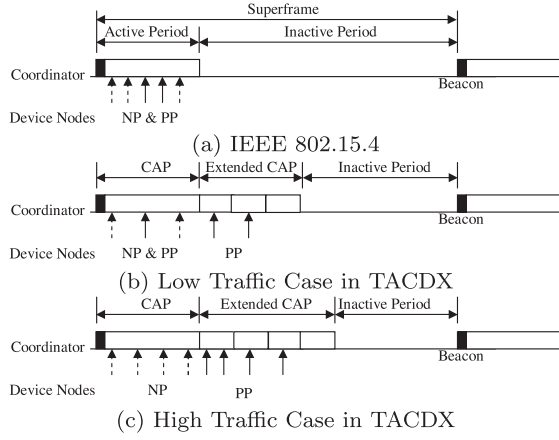 Superframe
Active Period Inactive Period
Coordinator
Beacon
Device Nodes NP & PP
(a) IEEE 802.15.4
CAP Extended CAP Inactive Period
Coordinator
Beacon
Device Nodes NP & PP PP
(b) Low Traffic Case in TACDX
CAP Extended CAP Inactive Period
Coordinator
Beacon
Device Nodes NP PP
(c) High Traffic Case in TACDX